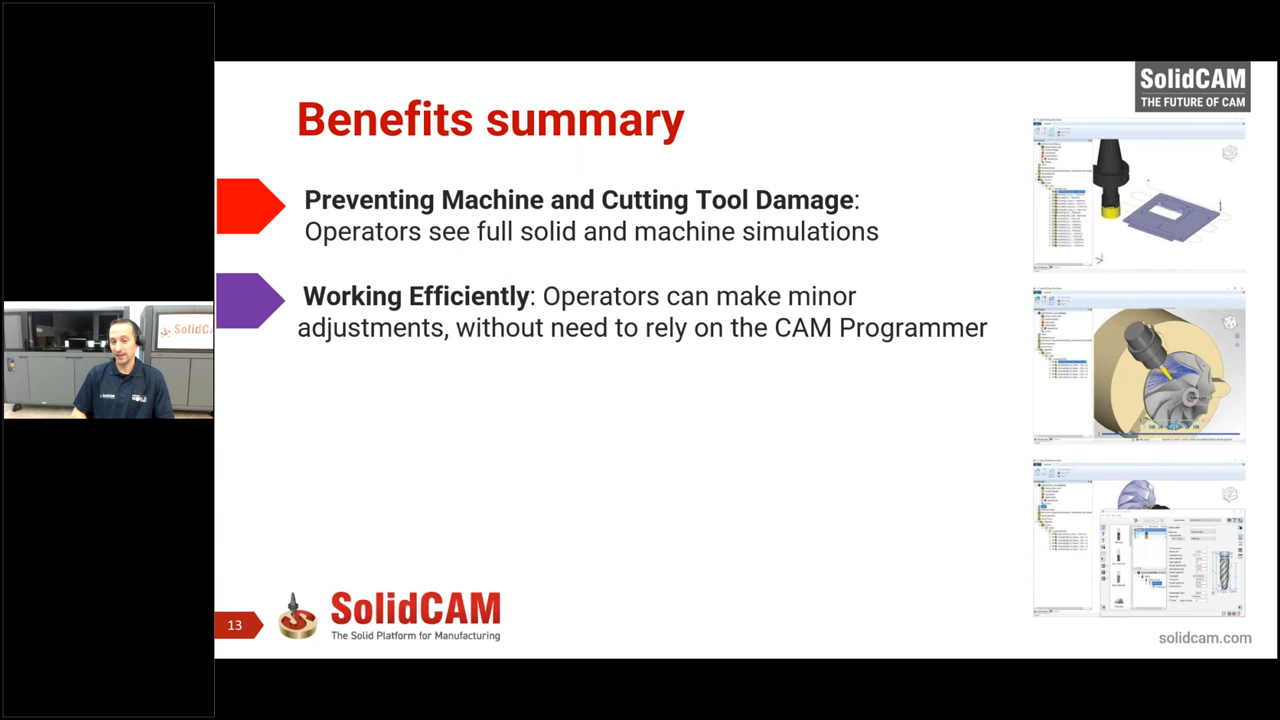 SolidCAM
THE FUTURE OF CAM
Benefits summary
Preventing Machine and Cutting Tool Damage:
Operators see full solid and machine simulations
Working Efficiently: Operators can make minor
adjustments, without need to rely on the CAM Programmer
13
SolidCAM
The Solid Platform for Manufacturing
solidcam.com